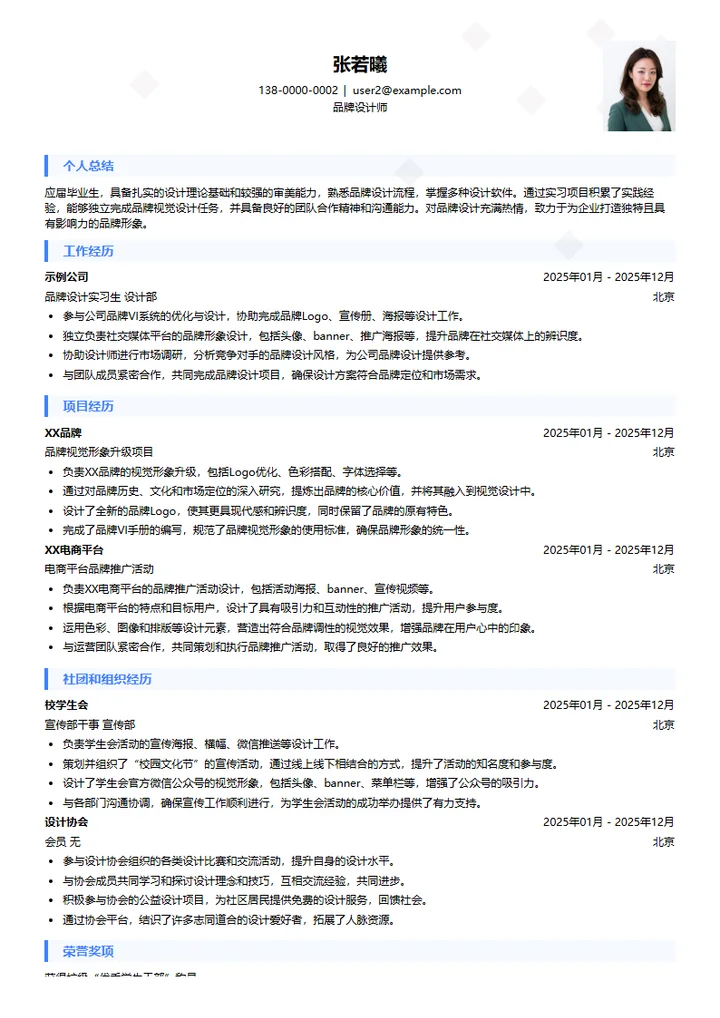 张若曦
138-0000-0002 | user2@example.com
品牌设计师
个人总结
应届毕业生，具备扎实的设计理论基础和较强的审美能力，熟悉品牌设计流程，掌握多种设计软件。通过实习项目积累了实践经
验，能够独立完成品牌视觉设计任务，并具备良好的团队合作精神和沟通能力。对品牌设计充满热情，致力于为企业打造独特且具
有影响力的品牌形象。
工作经历
示例公司 2025年01月 - 2025年12月
品牌设计实习生 设计部 北京
• 参与公司品牌VI系统的优化与设计，协助完成品牌Logo、宣传册、海报等设计工作。
• 独立负责社交媒体平台的品牌形象设计，包括头像、banner、推广海报等，提升品牌在社交媒体上的辨识度。
• 协助设计师进行市场调研，分析竞争对手的品牌设计风格，为公司品牌设计提供参考。
• 与团队成员紧密合作，共同完成品牌设计项目，确保设计方案符合品牌定位和市场需求。
项目经历
XX品牌 2025年01月 - 2025年12月
品牌视觉形象升级项目 北京
• 负责XX品牌的视觉形象升级，包括Logo优化、色彩搭配、字体选择等。
• 通过对品牌历史、文化和市场定位的深入研究，提炼出品牌的核心价值，并将其融入到视觉设计中。
• 设计了全新的品牌Logo，使其更具现代感和辨识度，同时保留了品牌的原有特色。
• 完成了品牌VI手册的编写，规范了品牌视觉形象的使用标准，确保品牌形象的统一性。
XX电商平台 2025年01月 - 2025年12月
电商平台品牌推广活动 北京
• 负责XX电商平台的品牌推广活动设计，包括活动海报、banner、宣传视频等。
• 根据电商平台的特点和目标用户，设计了具有吸引力和互动性的推广活动，提升用户参与度。
• 运用色彩、图像和排版等设计元素，营造出符合品牌调性的视觉效果，增强品牌在用户心中的印象。
• 与运营团队紧密合作，共同策划和执行品牌推广活动，取得了良好的推广效果。
社团和组织经历
校学生会 2025年01月 - 2025年12月
宣传部干事 宣传部 北京
• 负责学生会活动的宣传海报、横幅、微信推送等设计工作。
• 策划并组织了“校园文化节”的宣传活动，通过线上线下相结合的方式，提升了活动的知名度和参与度。
• 设计了学生会官方微信公众号的视觉形象，包括头像、banner、菜单栏等，增强了公众号的吸引力。
• 与各部门沟通协调，确保宣传工作顺利进行，为学生会活动的成功举办提供了有力支持。
设计协会 2025年01月 - 2025年12月
会员 无 北京
• 参与设计协会组织的各类设计比赛和交流活动，提升自身的设计水平。
• 与协会成员共同学习和探讨设计理念和技巧，互相交流经验，共同进步。
• 积极参与协会的公益设计项目，为社区居民提供免费的设计服务，回馈社会。
• 通过协会平台，结识了许多志同道合的设计爱好者，拓展了人脉资源。
荣誉奖项